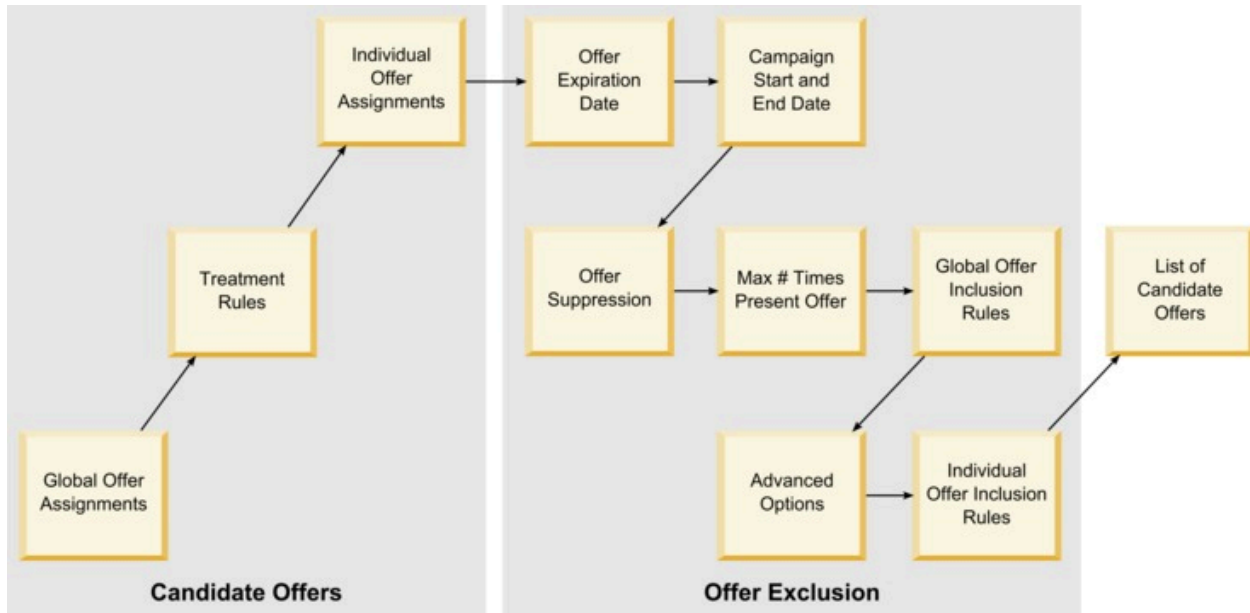 Individual
Offer
Assignments
Offer
Expiration
Date
Campaign
Start and
End Date
Treatment
Rules
Offer
Suppression
Max # Times
Present Offer
Global Offer
Inclusion
Rules
List of
Candidate
Offers
Global Offer
Assignments
Advanced
Options
Individual
Offer Inclusion
Rules
Candidate Offers
Offer Exclusion